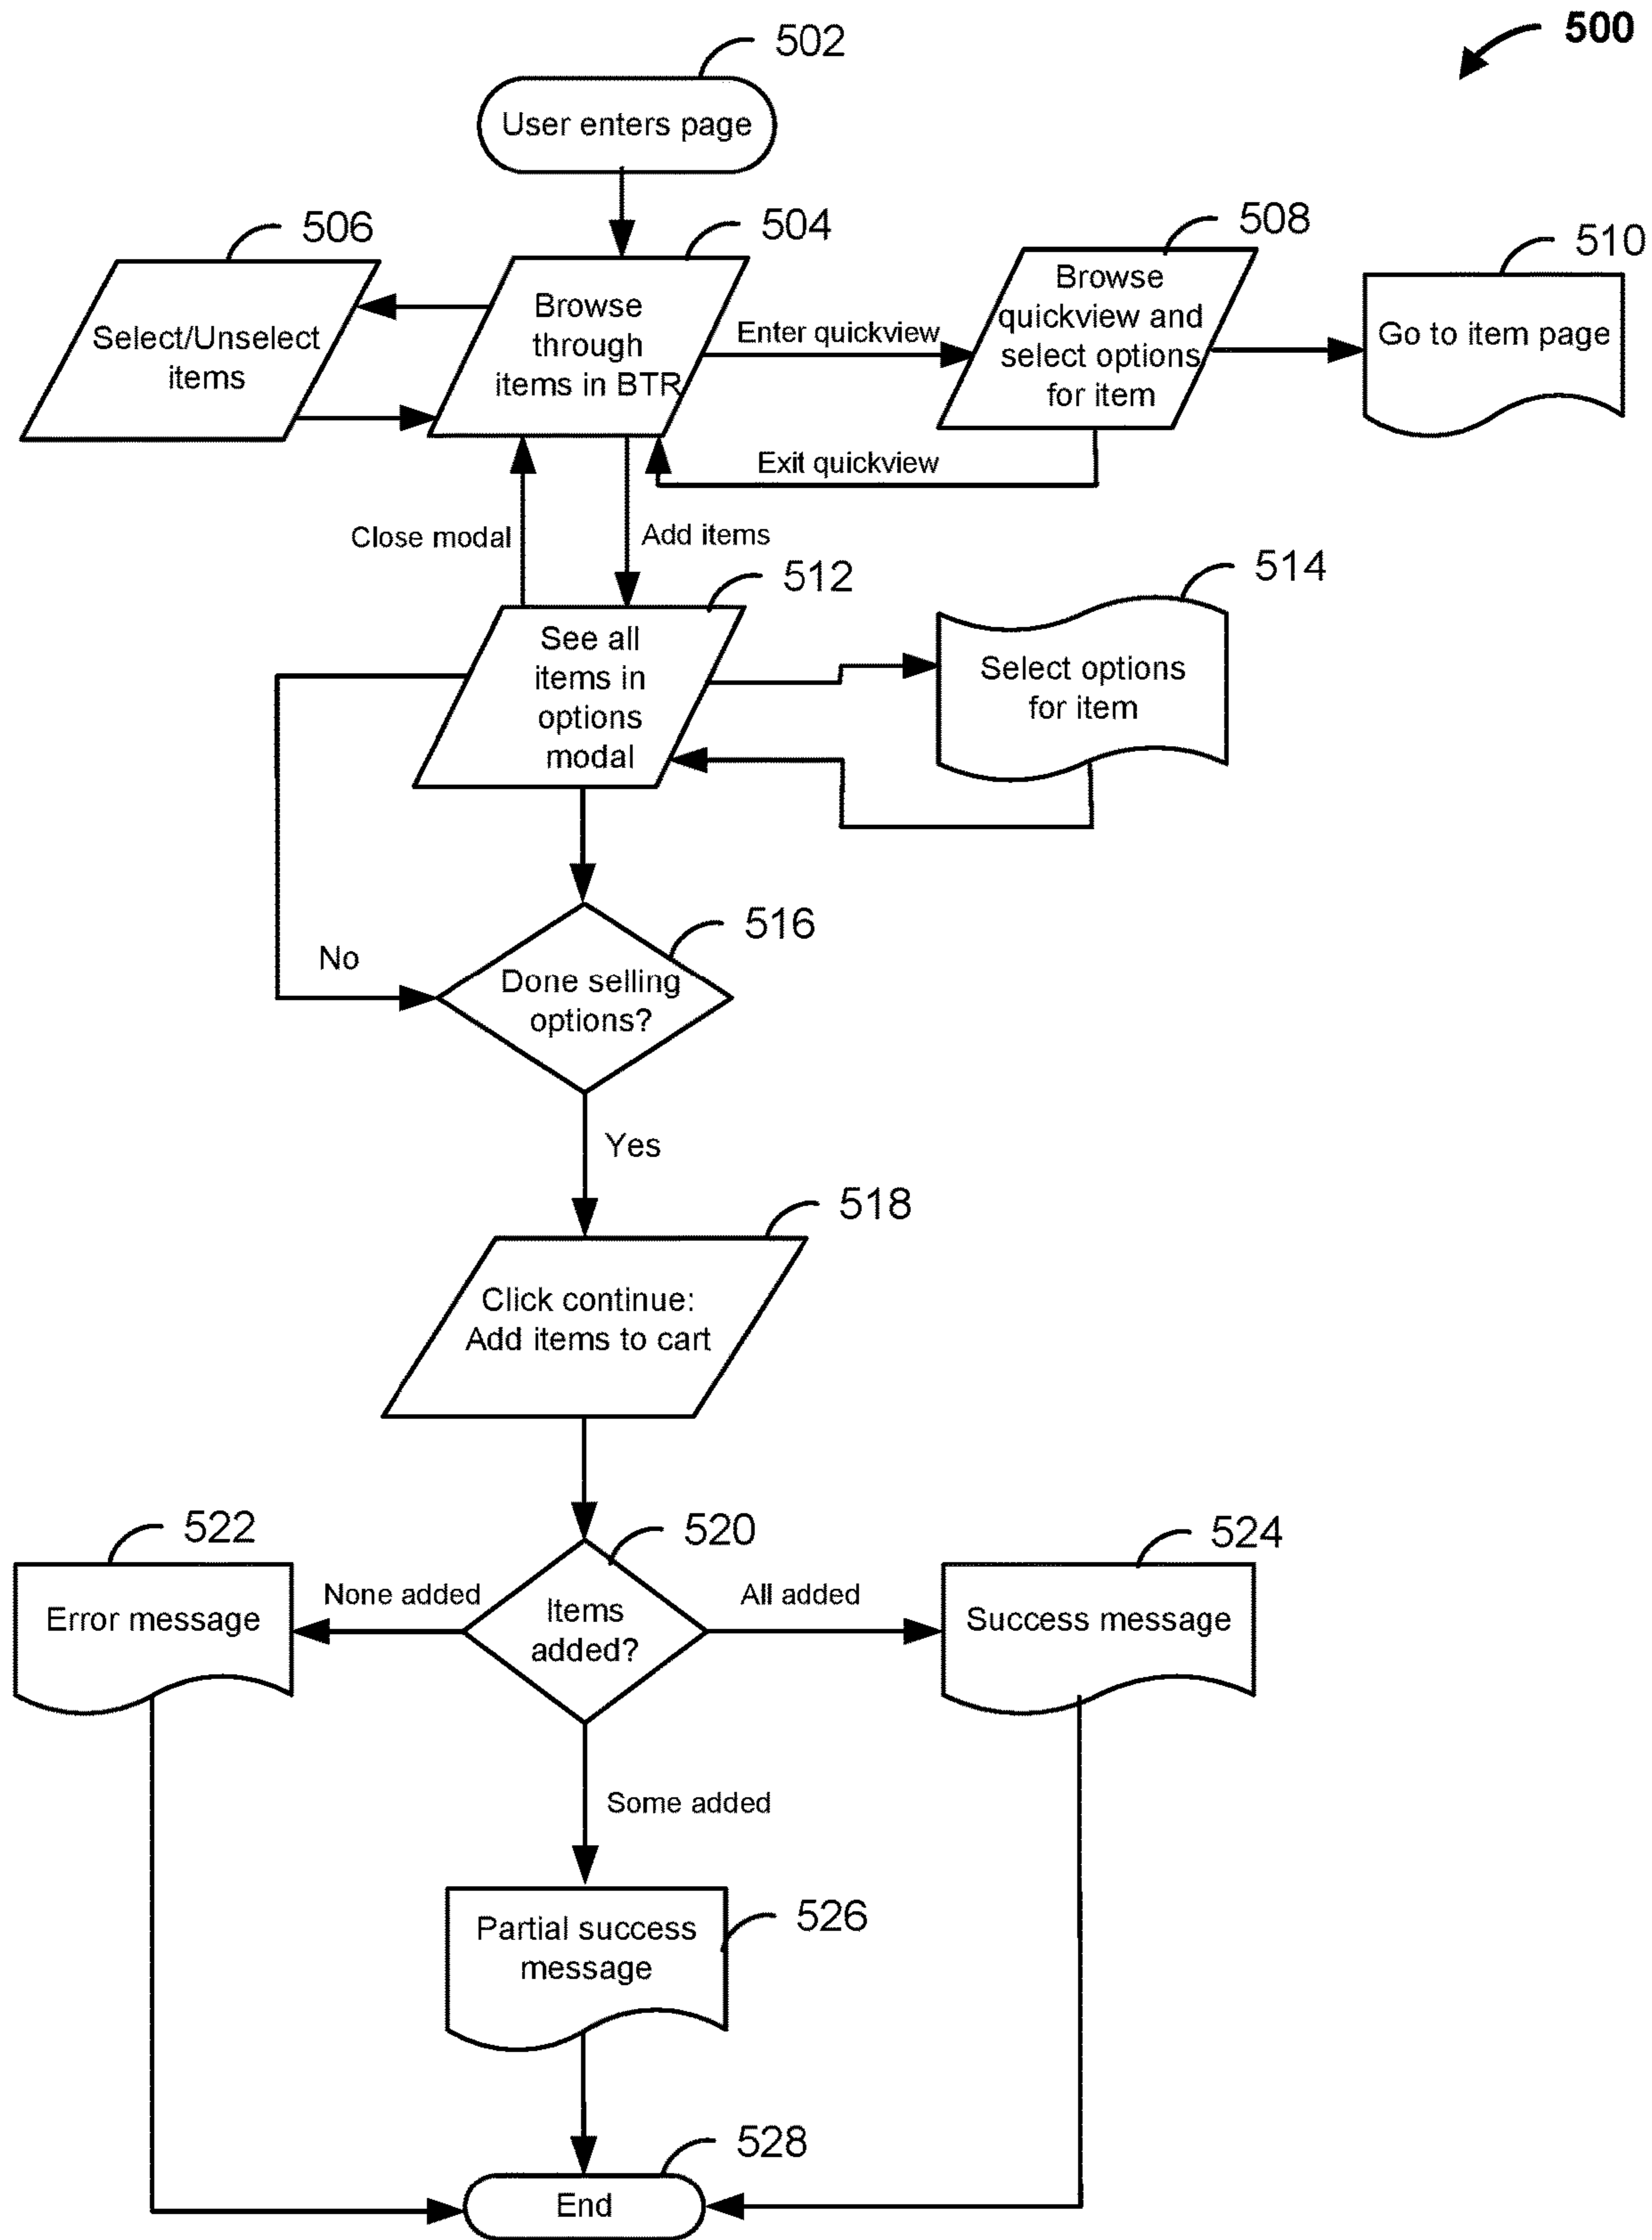 500
502
User enters page
506
504
508
510
Select/Unselect
items
Browse
through
items in BTR
Enter quickview
Browse
quickview and
select options
for item
Go to item page
Exit quickview
Close modal
Add items
512
514
See all
items in
options
modal
Select options
for item
516
No
Done selling
options?
Yes
518
Click continue:
Add items to cart
522
520
524
Error message
None added
Items
added?
All added
Success message
Some added
526
Partial success
message
528
End